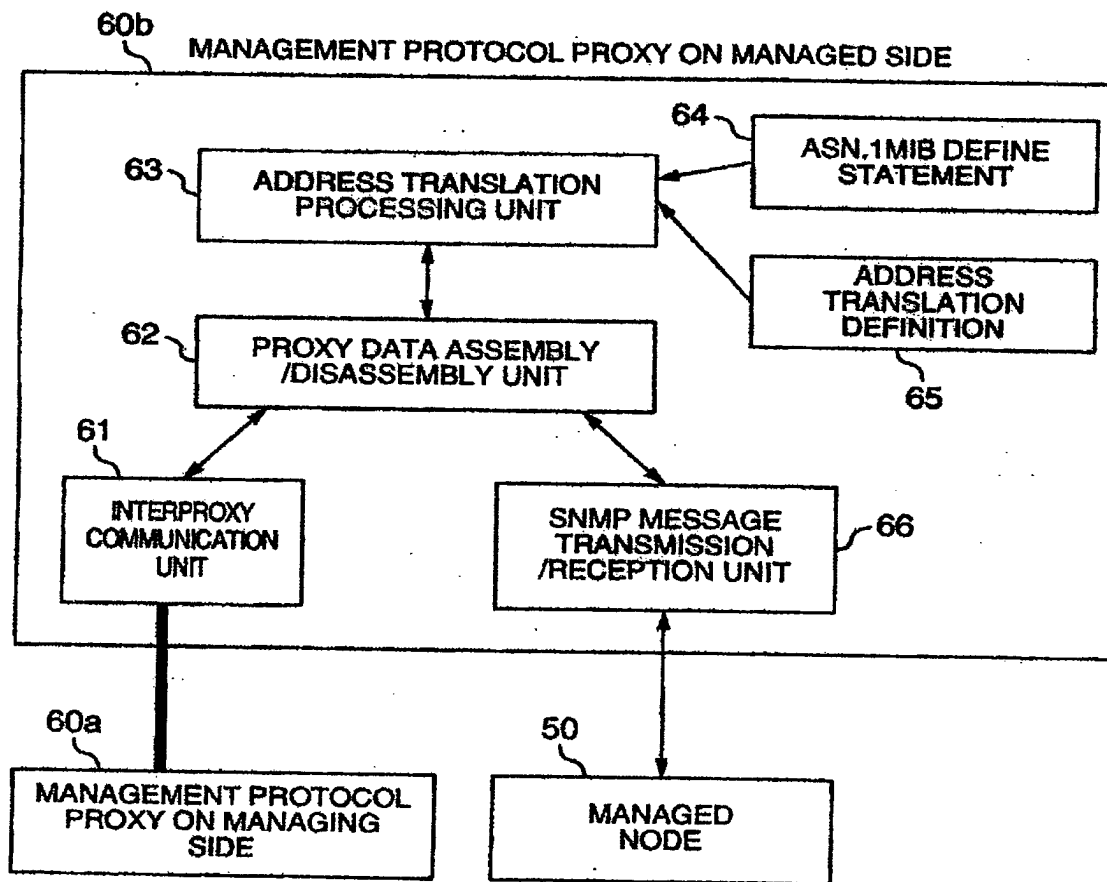 60b
MANAGEMENT PROTOCOL PROXY ON MANAGED SIDE
64
ASN.1MIB DEFINE
STATEMENT
63
ADDRESS TRANSLATION
PROCESSING UNIT
ADDRESS
TRANSLATION
DEFINITION
65
62
PROXY DATA ASSEMBLY
/DISASSEMBLY UNIT
61
INTERPROXY
COMMUNICATION
UNIT
SNMP MESSAGE
TRANSMISSION
/RECEPTION UNIT
66
60a
MANAGEMENT PROTOCOL
PROXY ON MANAGING
SIDE
50
MANAGED
NODE